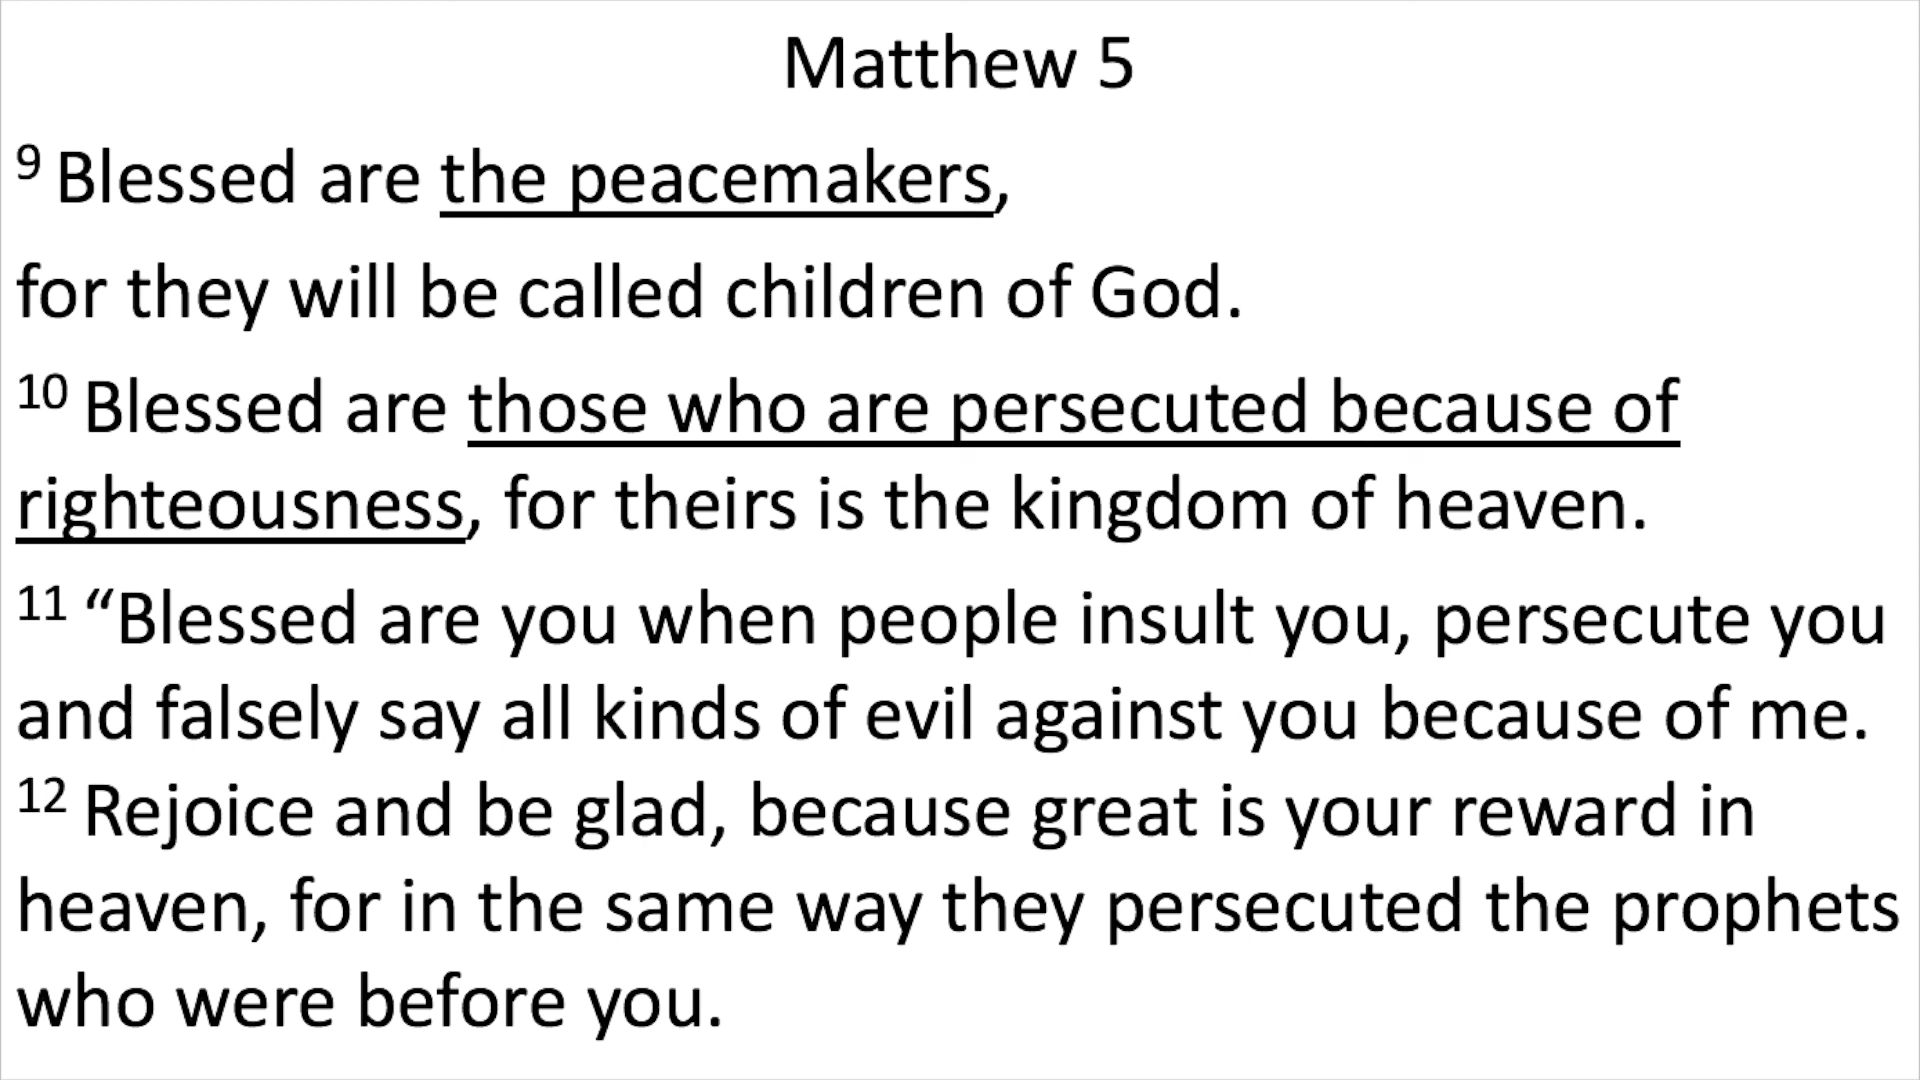 Matthew 5
9 Blessed are the peacemakers,
for they will be called children of God.
10 Blessed are those who are persecuted because of
righteousness, for theirs is the kingdom of heaven.
11 “Blessed are you when people insult you, persecute you
and falsely say all kinds of evil against you because of me.
12 Rejoice and be glad, because great is your reward in
heaven, for in the same way they persecuted the prophets
who were before you.